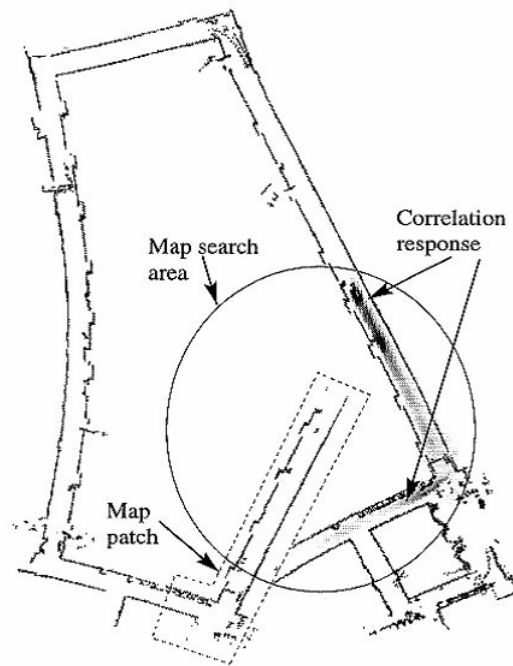 Correlation
response
Map search
area
Map
patch